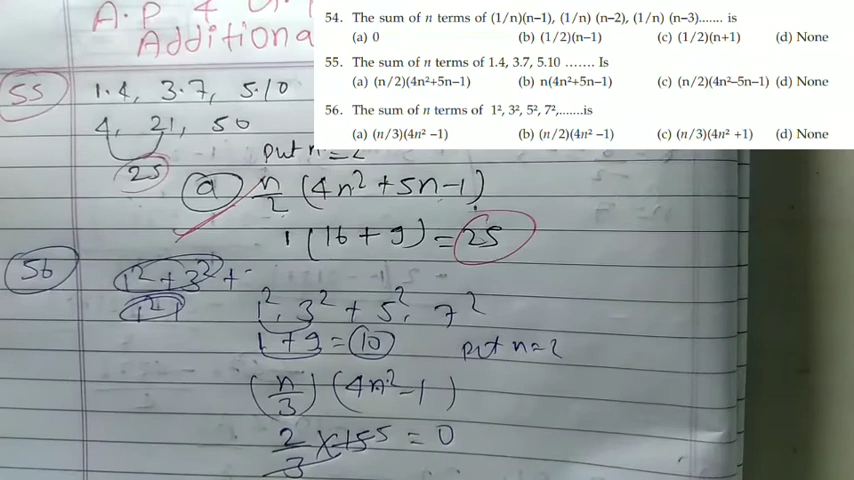 54. The sum of n terms of (1/n)(n–1), (1/n) (n–2), (1/n) (n–3)....... is
(a) 0 (b) (1/2)(n–1) (c) (1/2)(n+1) (d) None
55. The sum of n terms of 1.4, 3.7, 5.10 ....... Is
(a) (n/2)(4n²+5n–1) (b) n(4n²+5n–1) (c) (n/2)(4n²–5n–1) (d) None
56. The sum of n terms of 1², 3², 5², 7²,.......is
(a) (n/3)(4n² –1) (b) (n/2)(4n² –1) (c) (n/3)(4n² +1) (d) None
A.P &
Additiona
55 1.4, 3.7, 5.10
4, 21, 50
25 put n=2
a n/2 (4n²+5n-1)
1(16+9) = 25
56 1²+3²+
1², 3²+5², 7²
1+9=10 put n=2
(n/3) (4n²-1)
2/3 × = 0